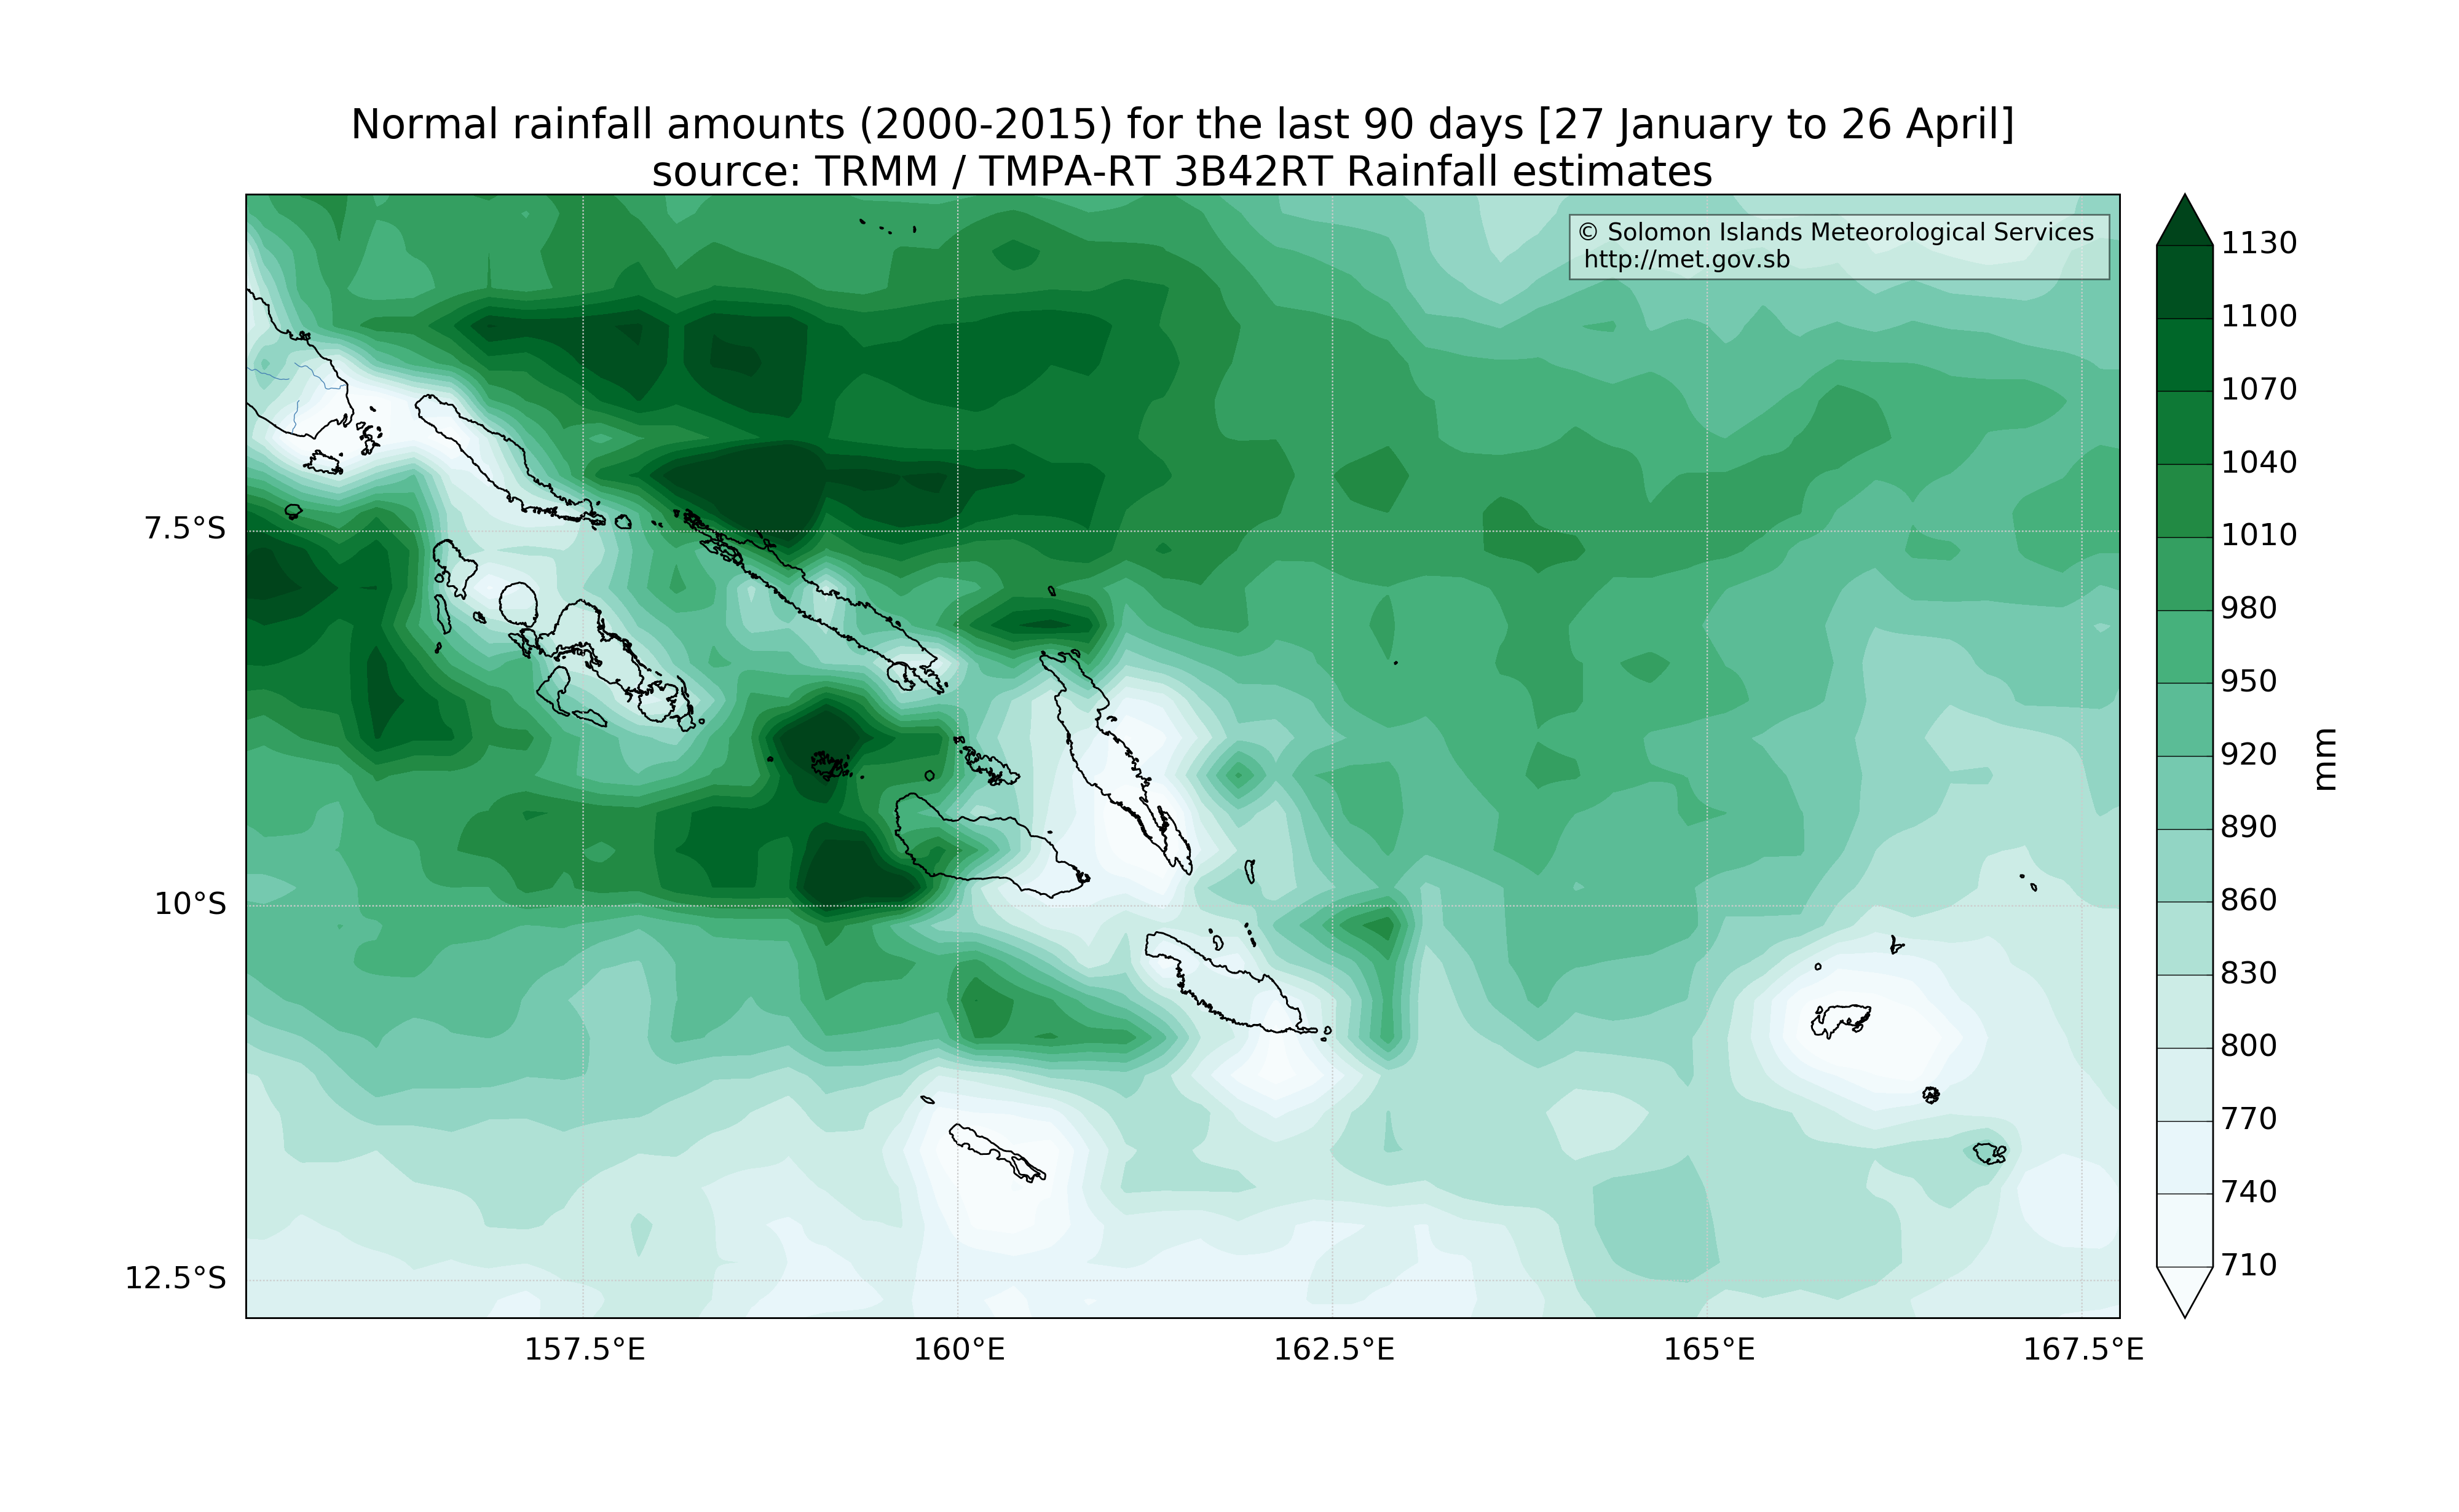 Normal rainfall amounts (2000-2015) for the last 90 days [27 January to 26 April]
source: TRMM / TMPA-RT 3B42RT Rainfall estimates
© Solomon Islands Meteorological Services
http://met.gov.sb
7.5°S
10°S
12.5°S
157.5°E
160°E
162.5°E
165°E
167.5°E
1130
1100
1070
1040
1010
980
950
920
890
860
830
800
770
740
710
mm